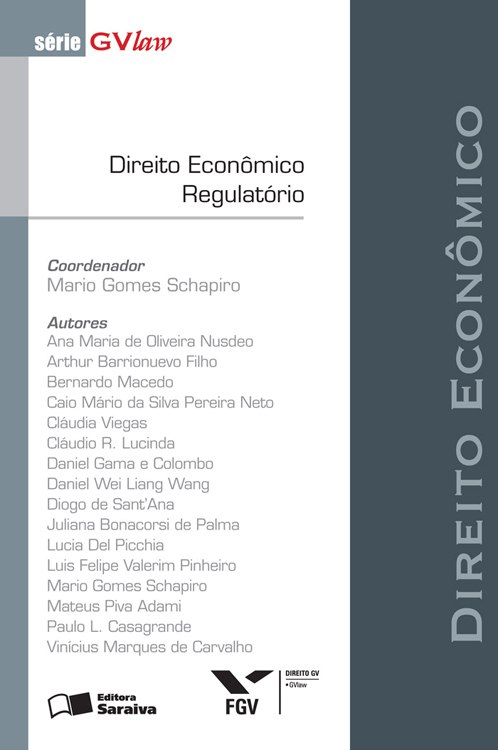 série GVlaw
Direito Econômico
Regulatório
Coordenador
Mario Gomes Schapiro
Autores
Ana Maria de Oliveira Nusdeo
Arthur Barrionuevo Filho
Bernardo Macedo
Caio Mário da Silva Pereira Neto
Cláudia Viegas
Cláudio R. Lucinda
Daniel Gama e Colombo
Daniel Wei Liang Wang
Diogo de Sant'Ana
Juliana Bonacorsi de Palma
Lucia Del Picchia
Luis Felipe Valerim Pinheiro
Mario Gomes Schapiro
Mateus Piva Adami
Paulo L. Casagrande
Vinícius Marques de Carvalho
Editora
Saraiva
FGV
DIREITO GV
• GVlaw
DIREITO ECONÔMICO